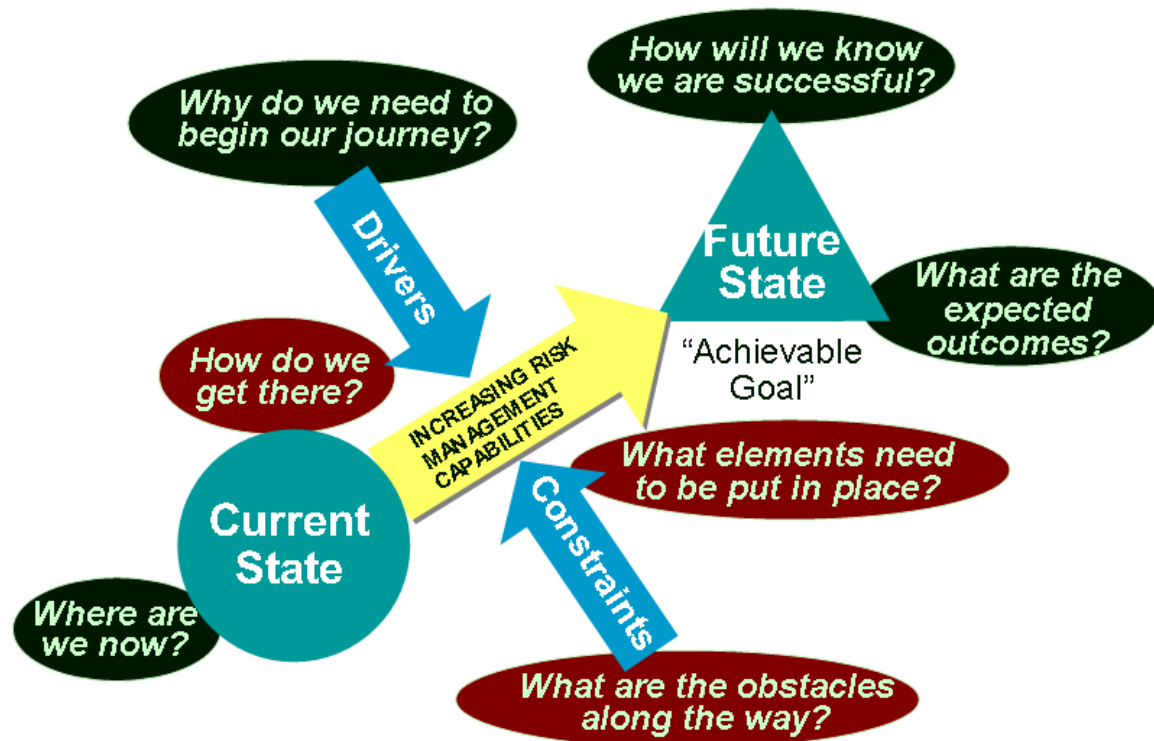 How will we know
we are successful?
Why do we need to
begin our journey?
Drivers
Future
State
What are the
expected
outcomes?
“Achievable
Goal”
How do we
get there?
INCREASING RISK
MANAGEMENT
CAPABILITIES
What elements need
to be put in place?
Constraints
Current
State
Where are
we now?
What are the obstacles
along the way?